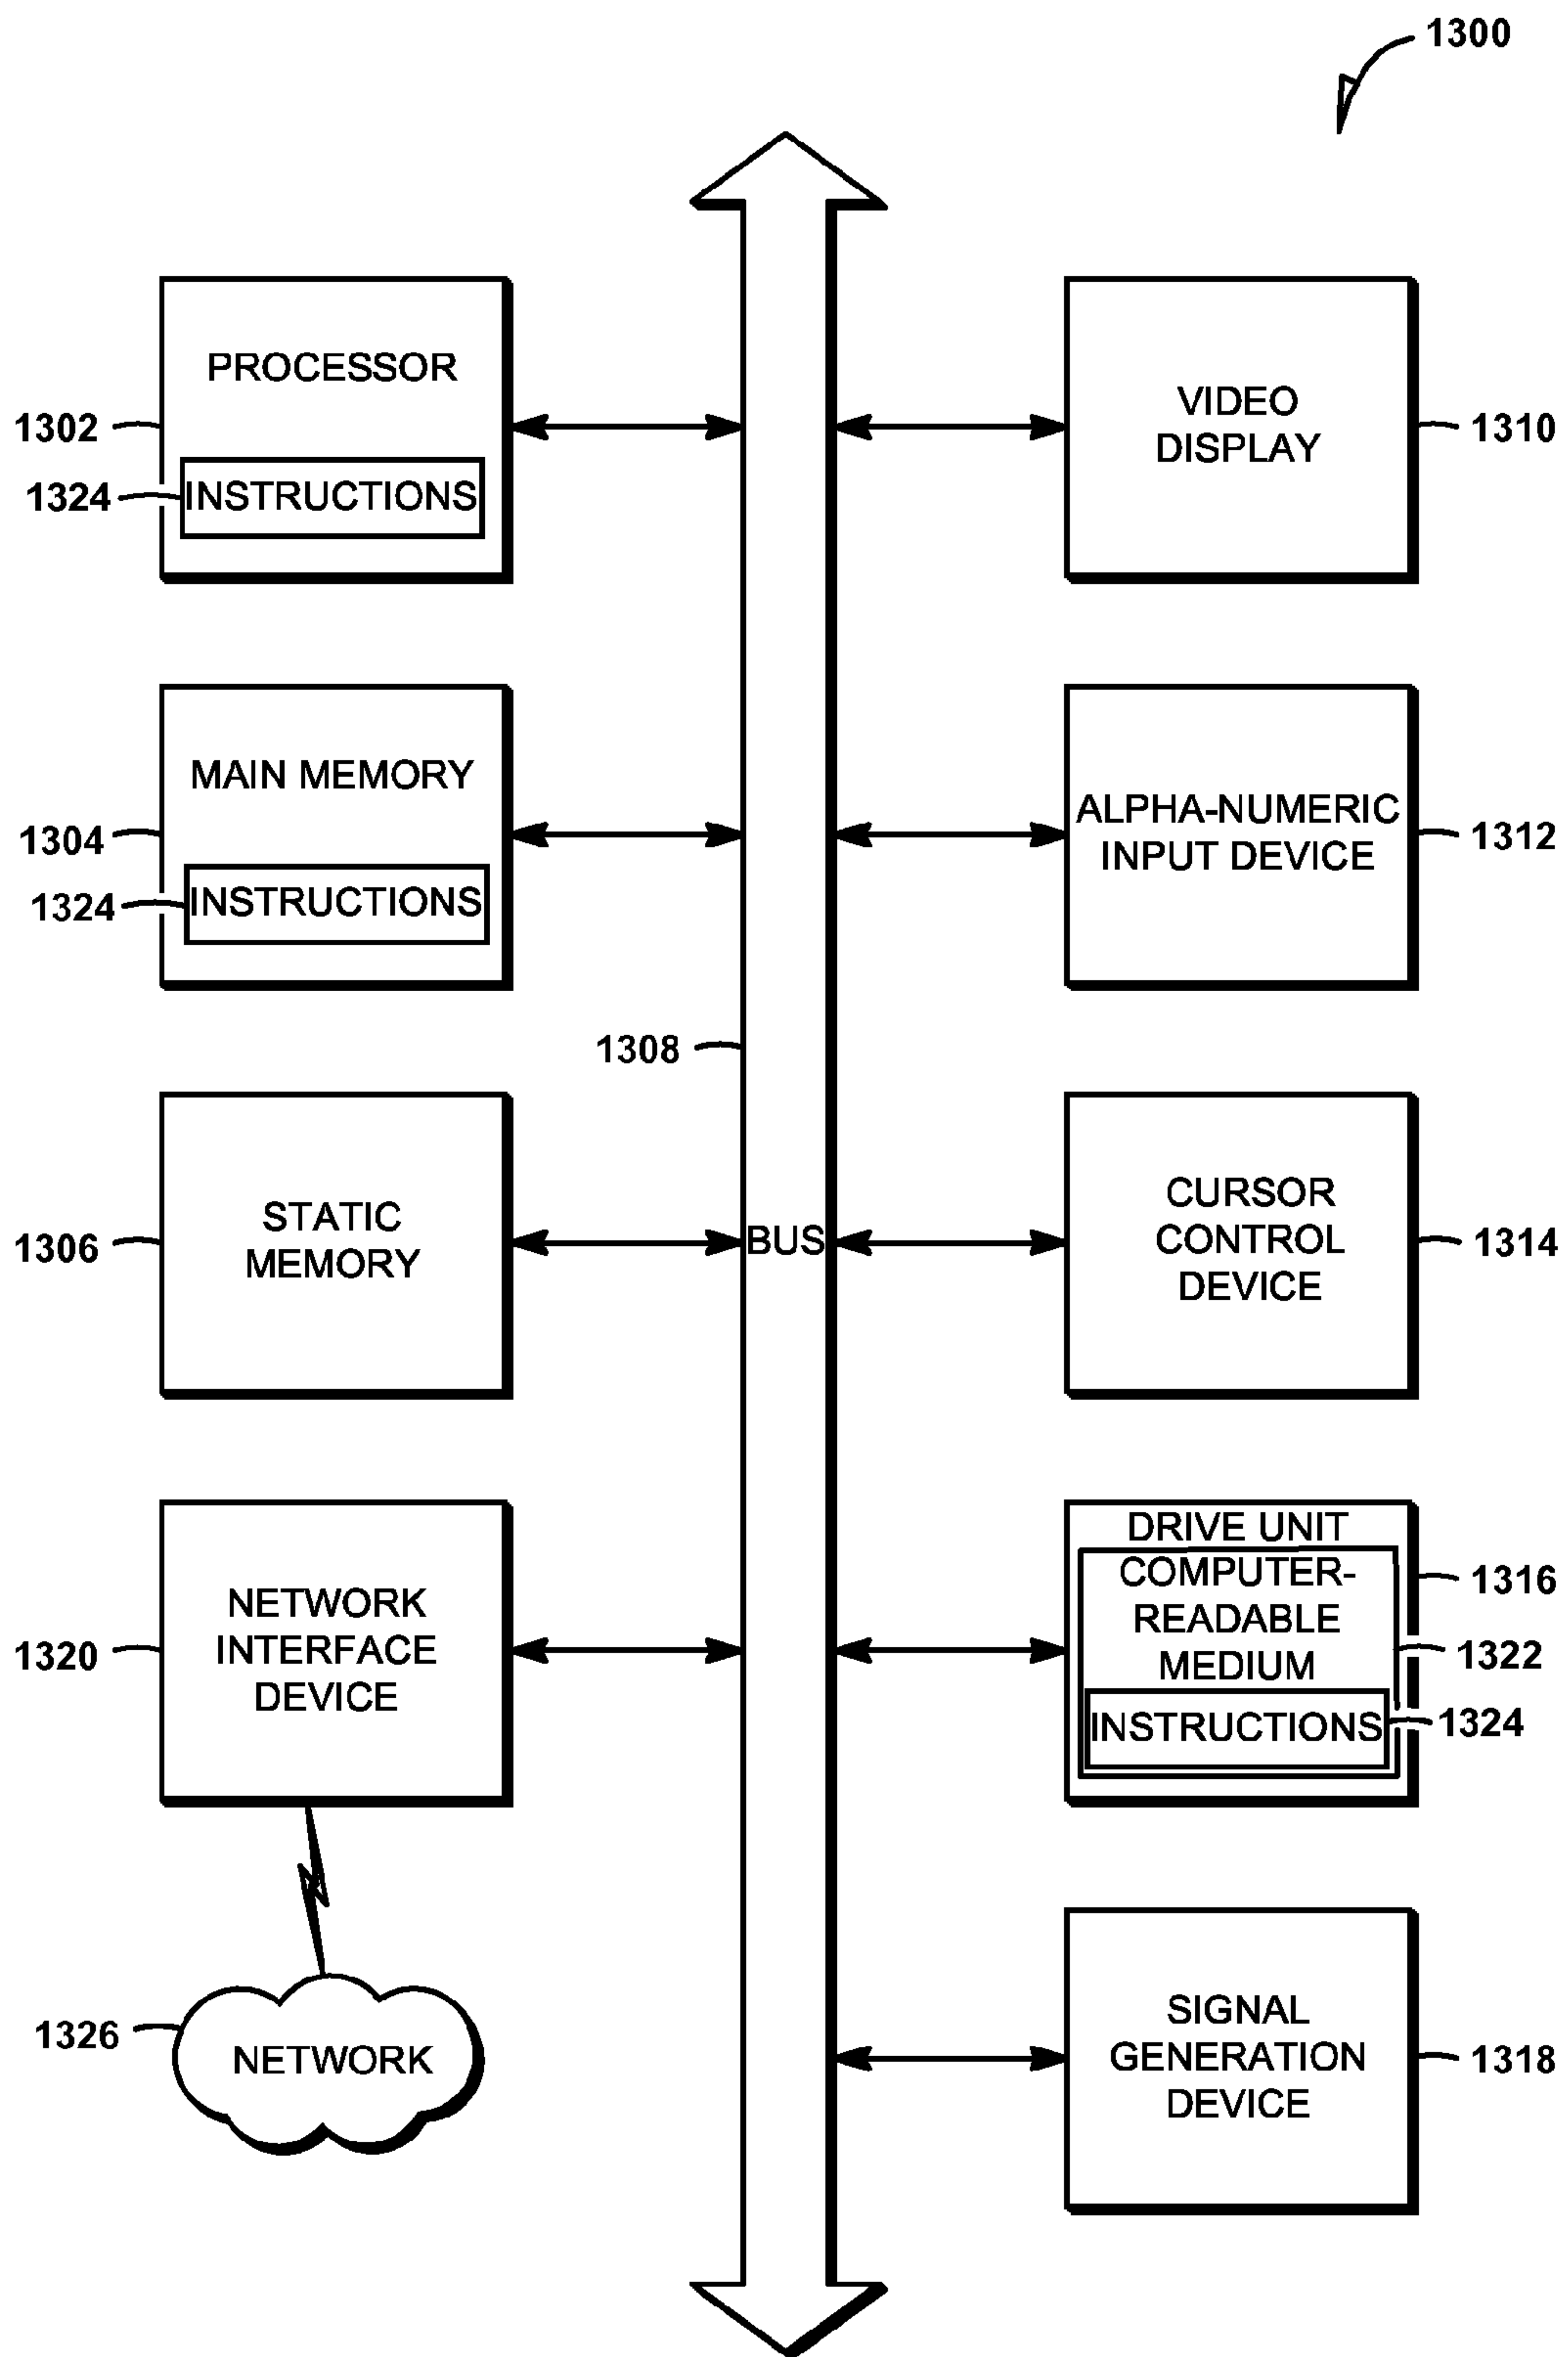 1300
PROCESSOR
1302
1324
INSTRUCTIONS
VIDEO
DISPLAY
1310
MAIN MEMORY
1304
1324
INSTRUCTIONS
ALPHA-NUMERIC
INPUT DEVICE
1312
1308
STATIC
MEMORY
1306
BUS
CURSOR
CONTROL
DEVICE
1314
NETWORK
INTERFACE
DEVICE
1320
DRIVE UNIT
COMPUTER-
READABLE
MEDIUM
INSTRUCTIONS
1316
1322
1324
1326
NETWORK
SIGNAL
GENERATION
DEVICE
1318